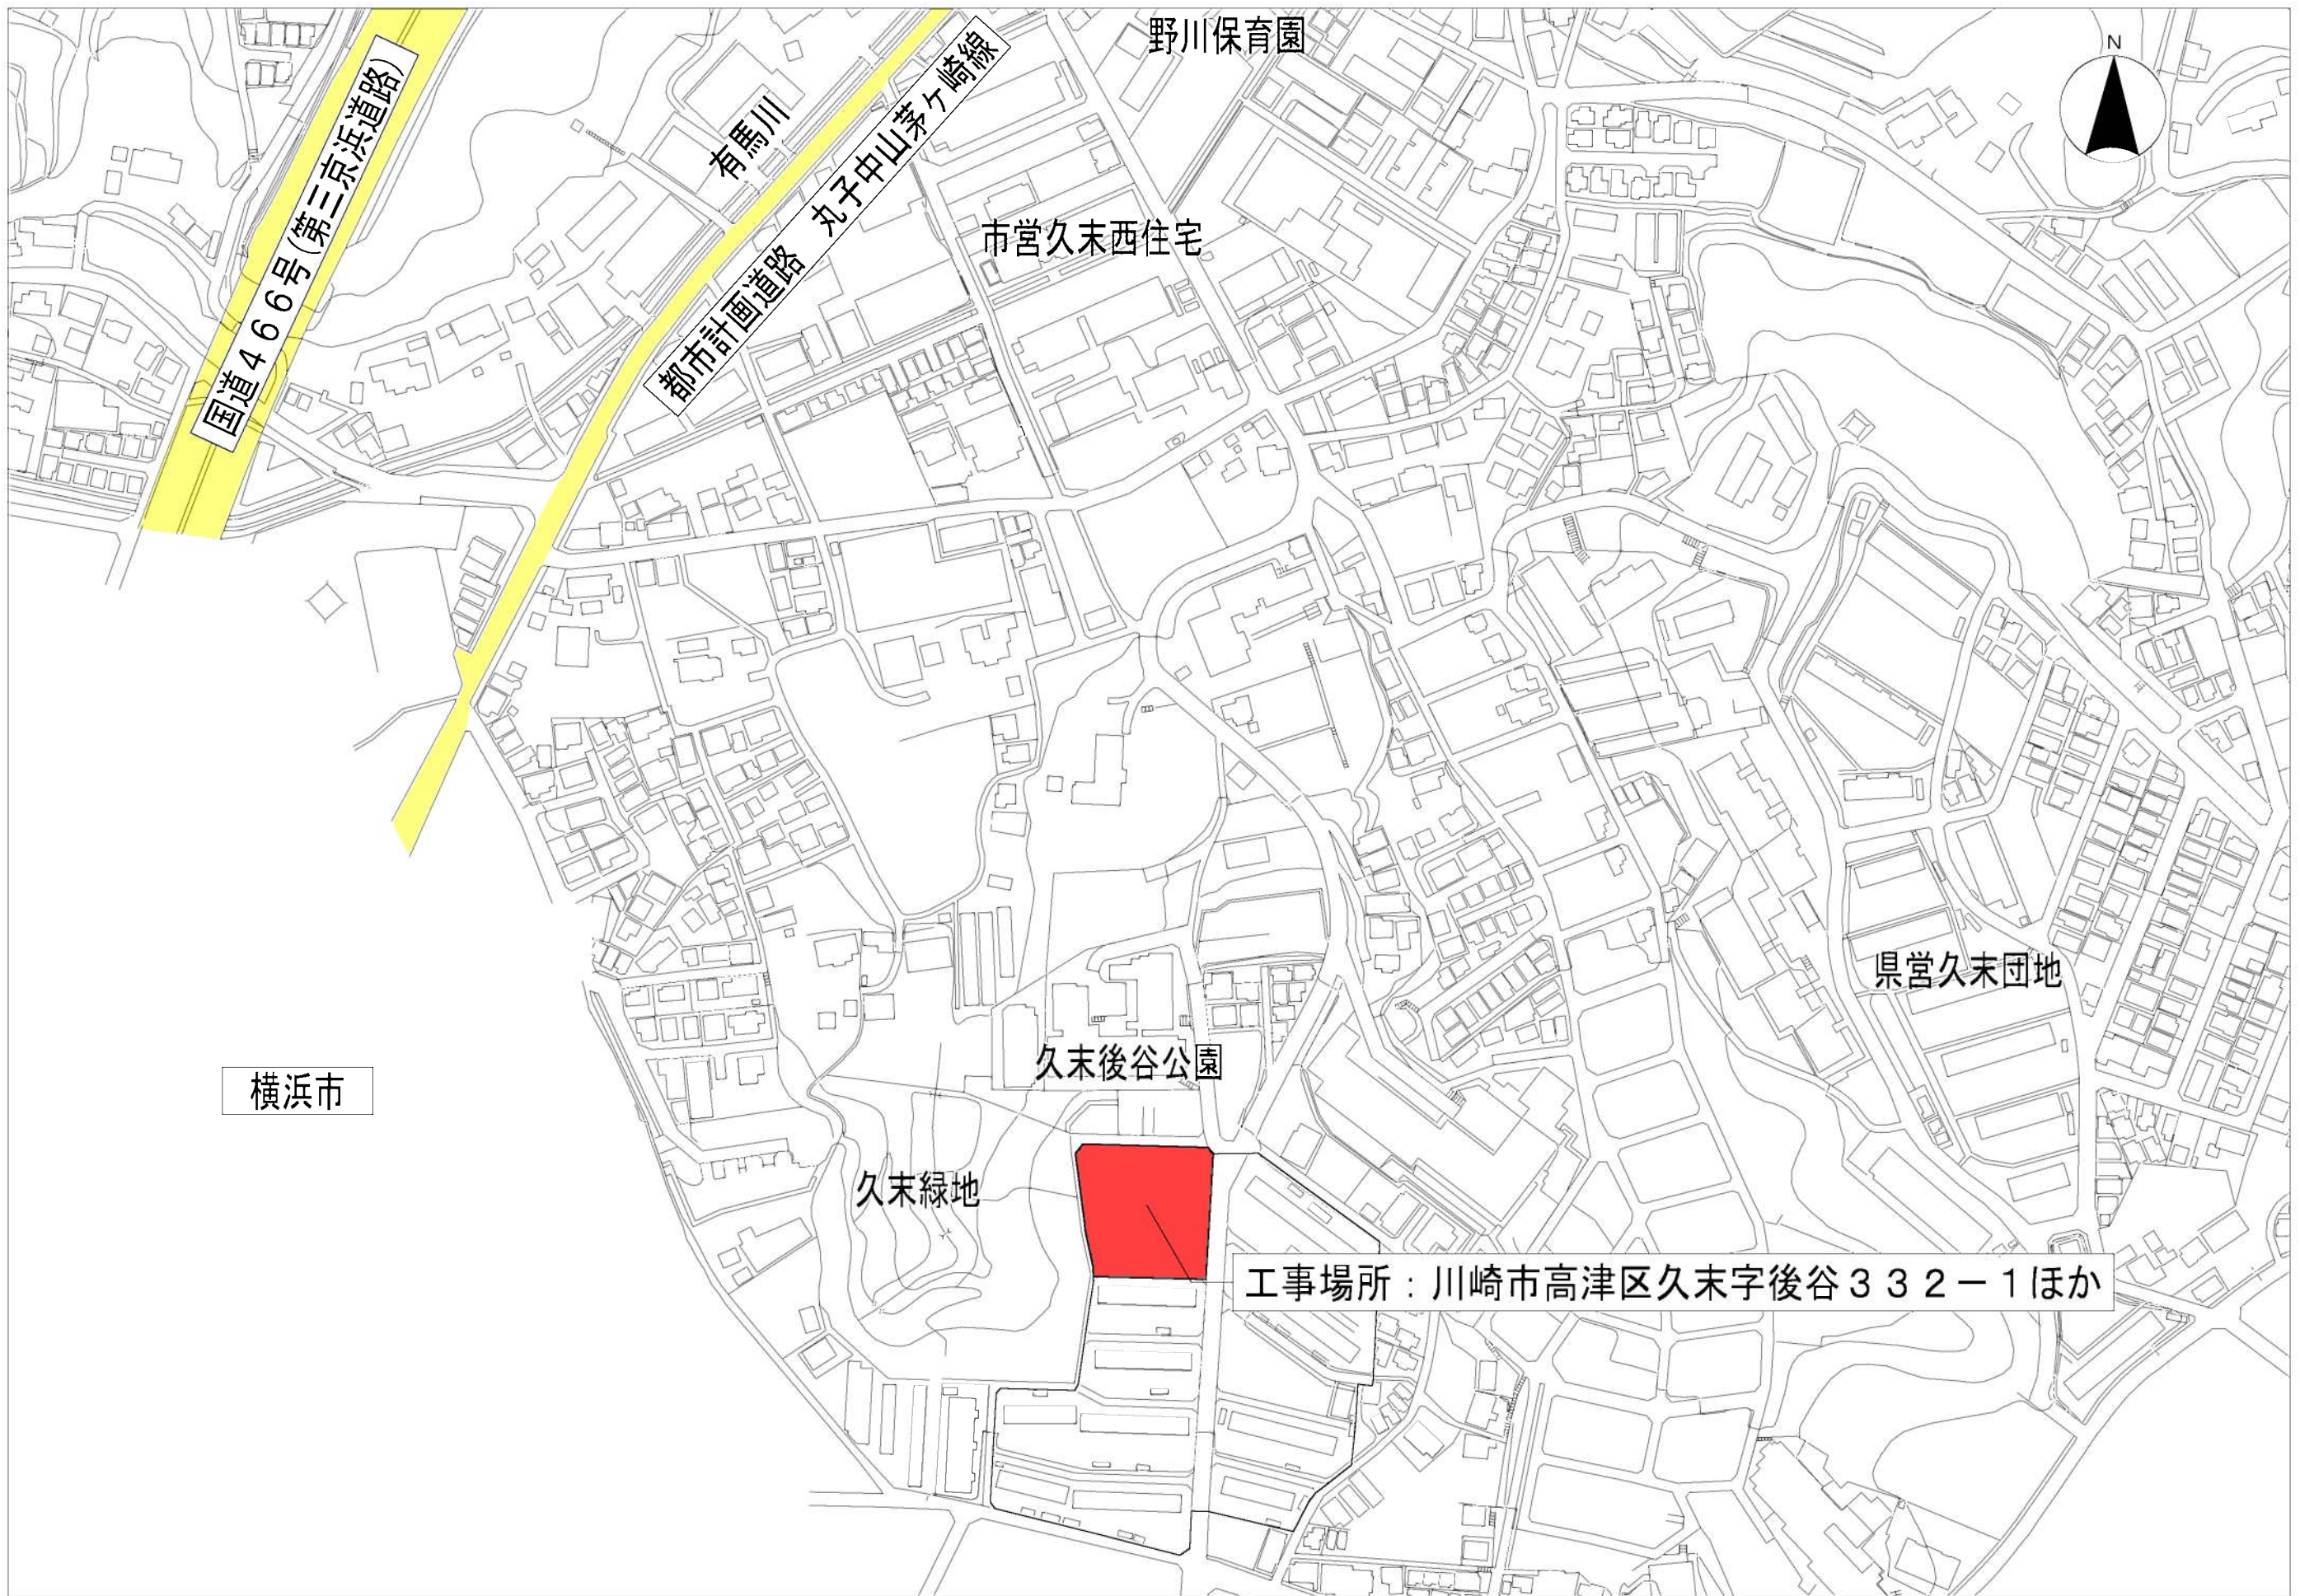 野川保育園
N
国道４６６号(第三京浜道路)
有馬川
都市計画道路　丸子中山茅ヶ崎線
市営久末西住宅
県営久末団地
久末後谷公園
横浜市
久末緑地
工事場所：川崎市高津区久末字後谷３３２－１ほか